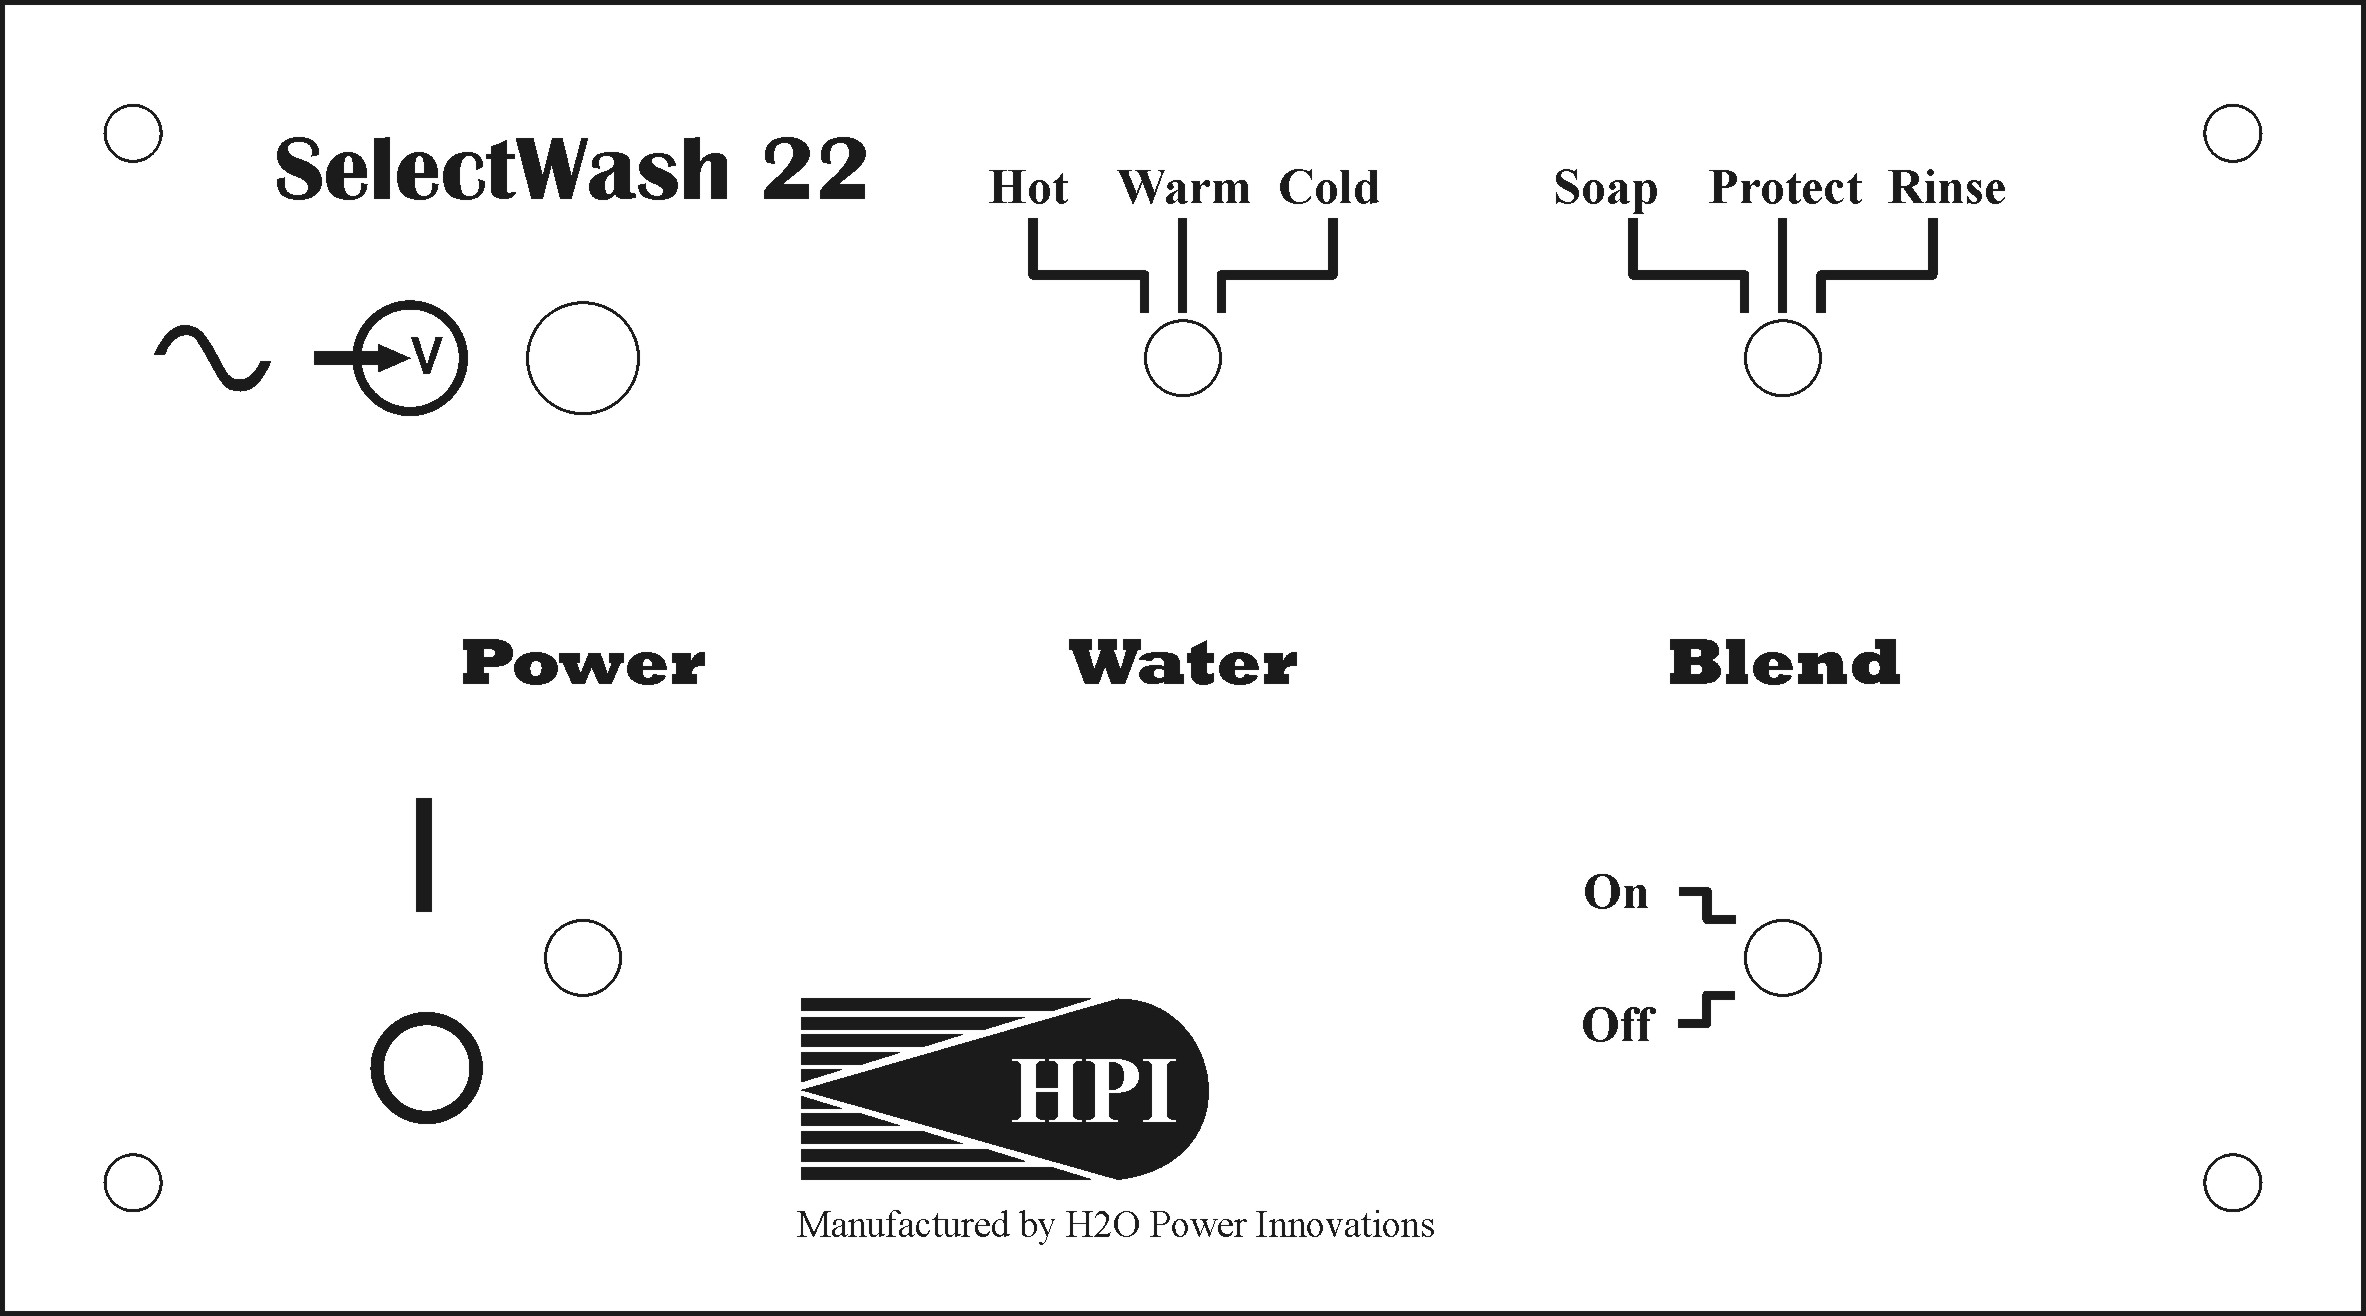 SelectWash 22
Hot Warm Cold
Soap Protect Rinse
V
Power Water Blend
On
Off
HPI
Manufactured by H2O Power Innovations